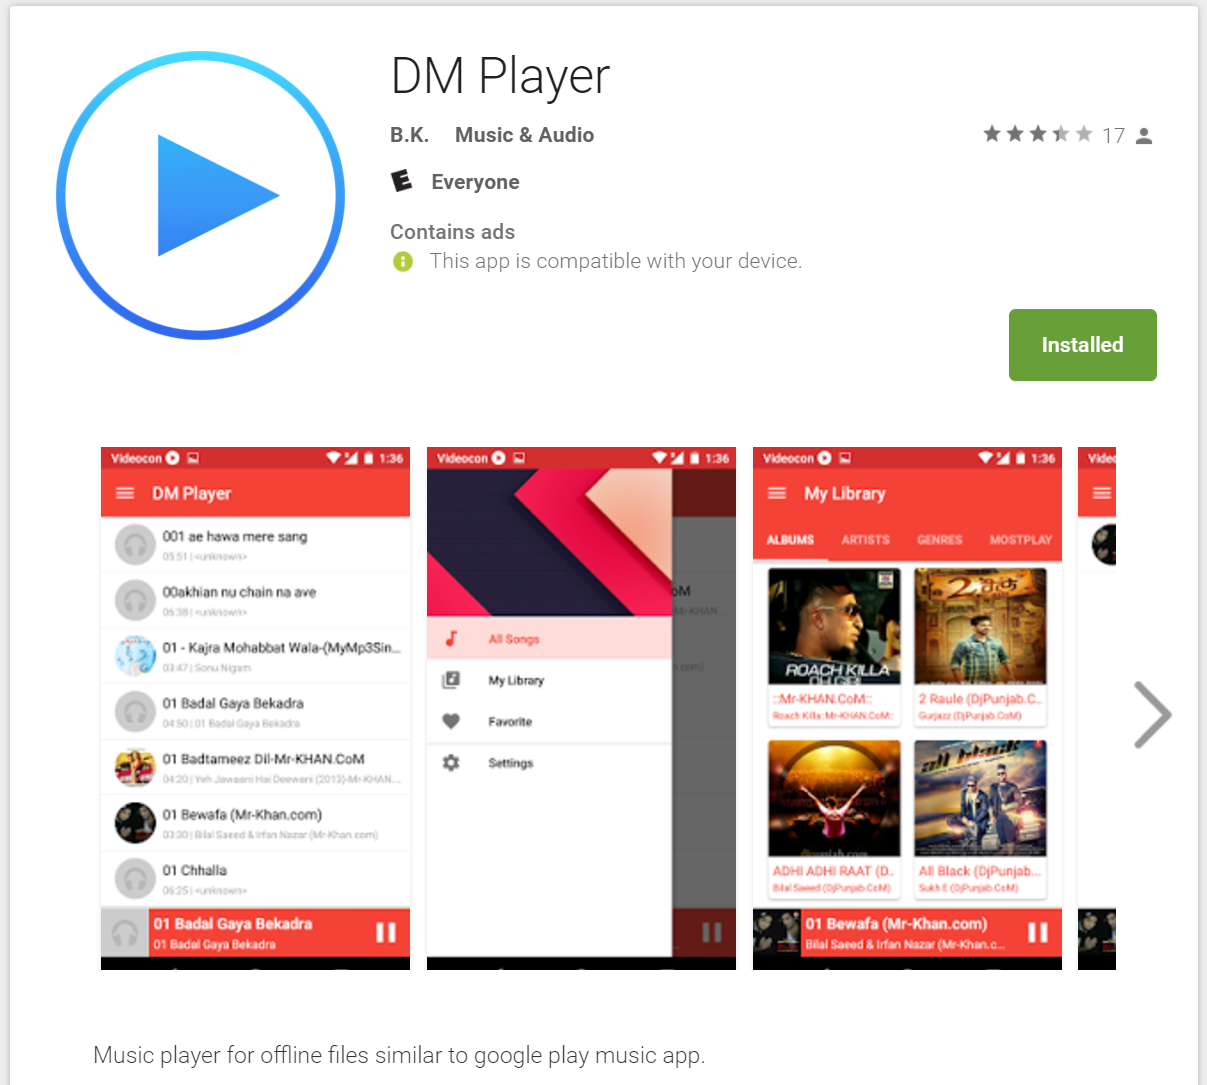 DM Player
B.K. Music & Audio
17
Everyone
Contains ads
This app is compatible with your device.
Installed
Videocon 1:36
DM Player
001 ae hawa mere sang
05:51 | <unknown>
00akhian nu chain na ave
06:38 | <unknown>
01 - Kajra Mohabbat Wala-(MyMp3Sin...
03:47 | Sonu Nigam
01 Badal Gaya Bekadra
04:50 | 01 Badal Gaya Bekadra
01 Badtameez Dil-Mr-KHAN.CoM
04:20 | Yeh Jawaani Hai Deewani (2013)-Mr-KHAN....
01 Bewafa (Mr-Khan.com)
03:30 | Bilal Saeed & Irfan Nazar (Mr-Khan.com)
01 Chhalla
06:25 | <unknown>
01 Badal Gaya Bekadra
01 Badal Gaya Bekadra
Videocon 1:36
All Songs
My Library
Favorite
Settings
Videocon 1:36
My Library
ALBUMS ARTISTS GENRES MOSTPLAY
ROACH KILLA
OH GIRL
::Mr-KHAN.CoM::
Roach Killa::Mr-KHAN.CoM::
2 Raule (DjPunjab.C..
Gurjazz (DjPunjab.CoM)
all black
ADHI ADHI RAAT (D..
Bilal Saeed (DjPunjab.CoM)
All Black (DjPunjab...
Sukh E (DjPunjab.CoM)
01 Bewafa (Mr-Khan.com)
Bilal Saeed & Irfan Nazar (Mr-Khan.c...
Music player for offline files similar to google play music app.